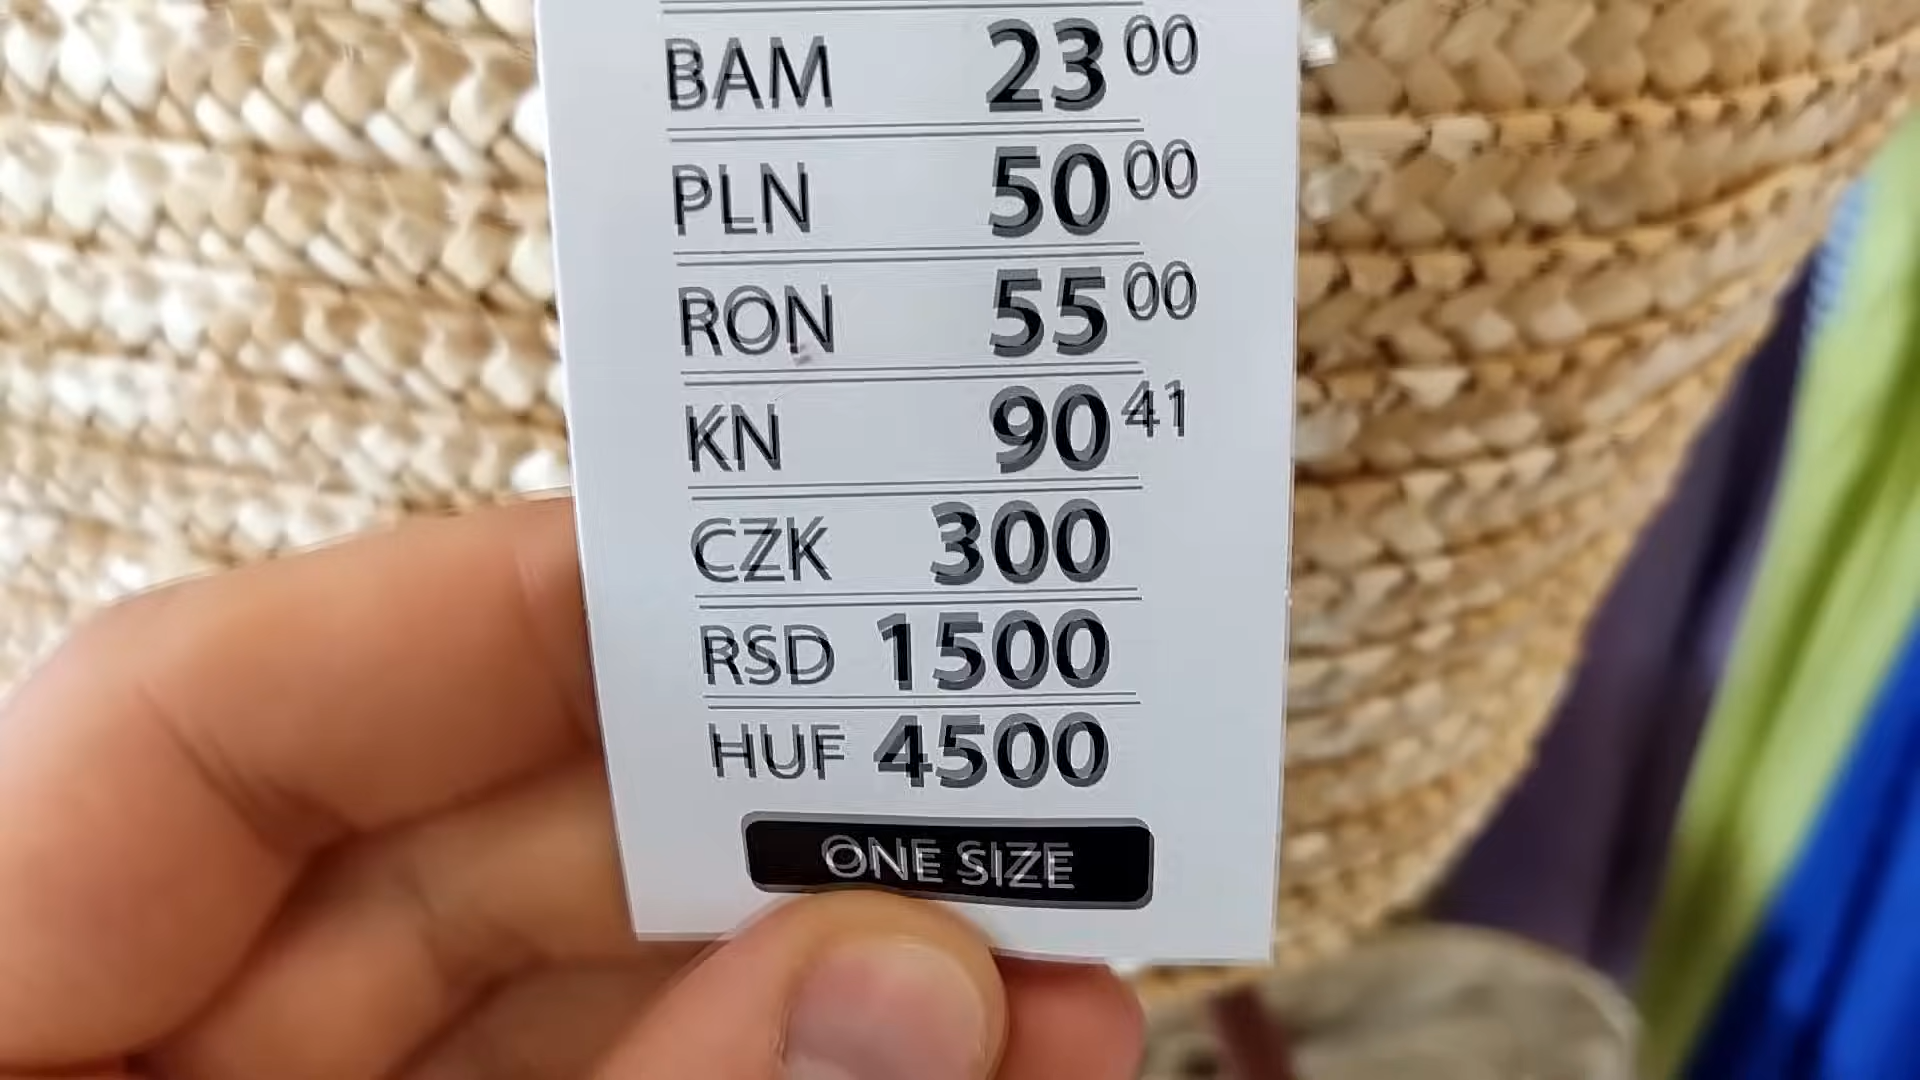 BAM 23 00
PLN 50 00
RON 55 00
KN 90 41
CZK 300
RSD 1500
HUF 4500
ONE SIZE